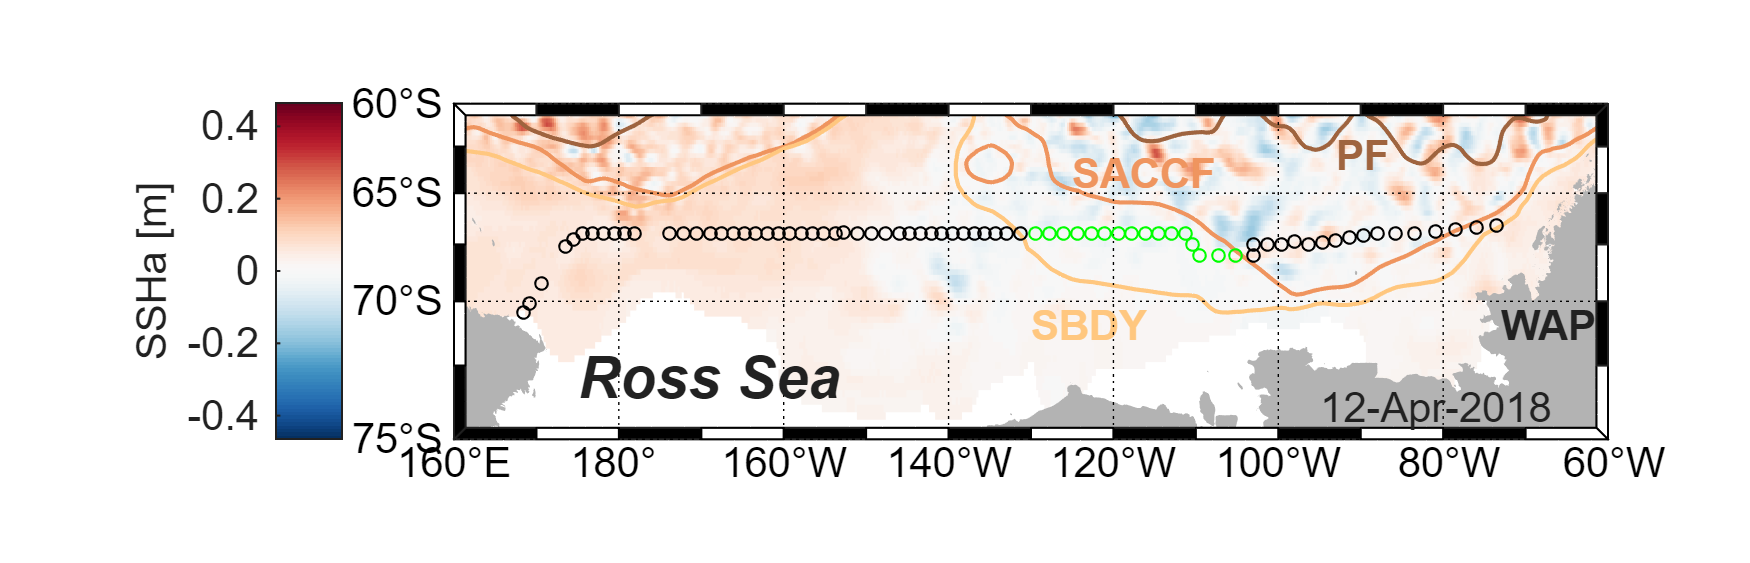 SSHa [m]
0.4
0.2
0
-0.2
-0.4
60°S
65°S
70°S
75°S
160°E
180°
160°W
140°W
120°W
100°W
80°W
60°W
PF
SACCF
SBDY
WAP
Ross Sea
12-Apr-2018